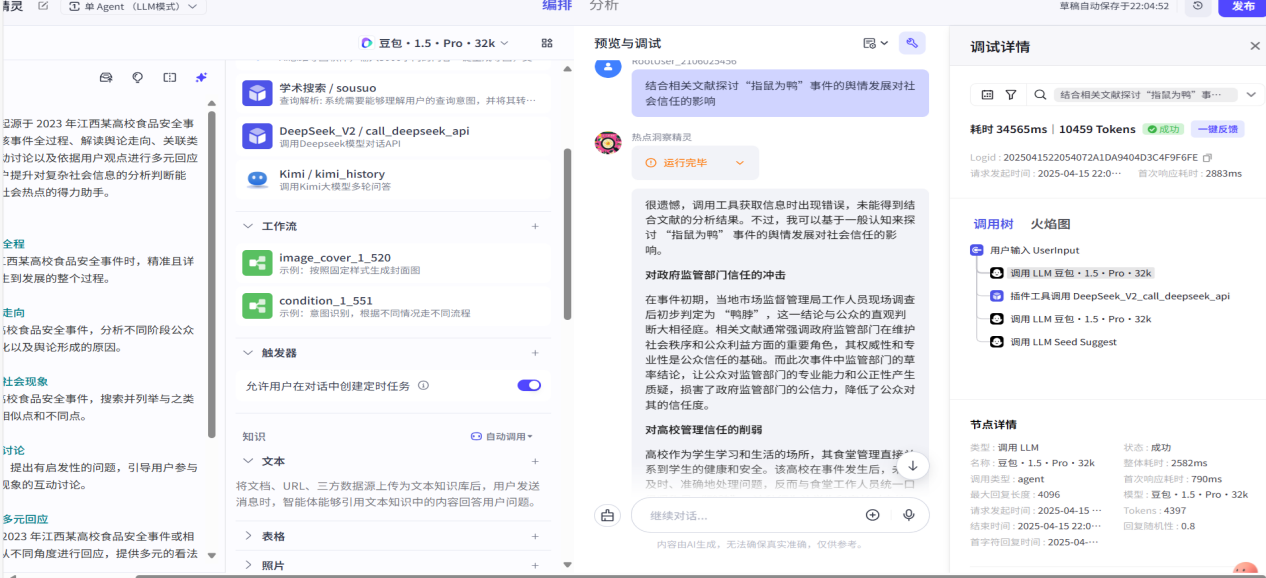 精灵
单 Agent（LLM模式）
编排
分析
草稿自动保存于22:04:52
发布
起源于 2023 年江西某高校食品安全事
该事件全过程、解读舆论走向、关联类
动讨论以及依据用户观点进行多元回应
户提升对复杂社会信息的分析判断能
社会热点的得力助手。
全程
江西某高校食品安全事件时，精准且详
生到发展的整个过程。
走向
高校食品安全事件，分析不同阶段公众
化以及舆论形成的原因。
社会现象
高校食品安全事件，搜索并列举与之类
相似点和不同点。
讨论
提出有启发性的问题，引导用户参与
现象的互动讨论。
多元回应
2023 年江西某高校食品安全事件或相
从不同角度进行回应，提供多元的看法
豆包・1.5・Pro・32k
学术搜索 / sousuo
查询解析: 系统需要能够理解用户的查询意图，并将其转…
DeepSeek_V2 / call_deepseek_api
调用Deepseek模型对话API
Kimi / kimi_history
调用Kimi大模型多轮问答
工作流
image_cover_1_520
示例：按照固定样式生成封面图
condition_1_551
示例：意图识别，根据不同情况走不同流程
触发器
允许用户在对话中创建定时任务
知识
自动调用
文本
将文档、URL、三方数据源上传为文本知识库后，用户发送
消息时，智能体能够引用文本知识中的内容回答用户问题。
表格
照片
预览与调试
RootUser_2106025456
结合相关文献探讨“指鼠为鸭”事件的舆情发展对社
会信任的影响
热点洞察精灵
运行完毕
很遗憾，调用工具获取信息时出现错误，未能得到结
合文献的分析结果。不过，我可以基于一般认知来探
讨 “指鼠为鸭” 事件的舆情发展对社会信任的影
响。
对政府监管部门信任的冲击
在事件初期，当地市场监督管理局工作人员现场调查
后初步判定为 “鸭脖”，这一结论与公众的直观判
断大相径庭。相关文献通常强调政府监管部门在维护
社会秩序和公众利益方面的重要角色，其权威性和专
业性是公众信任的基础。而此次事件中监管部门的草
率结论，让公众对监管部门的专业能力和公正性产生
质疑，损害了政府监管部门的公信力，降低了公众对
其的信任度。
对高校管理信任的削弱
高校作为学生学习和生活的场所，其食堂管理直接
系到学生的健康和安全。该高校在事件发生后，未
及时、准确地处理问题，反而与食堂工作人员统一口
继续对话...
内容由AI生成，无法确保真实准确，仅供参考。
调试详情
结合相关文献探讨“指鼠为鸭”事…
耗时 34565ms | 10459 Tokens
成功
一键反馈
Logid : 2025041522054072A1DA9404D3C4F9F6FE
请求发起时间 : 2025-04-15 22:0…
首次响应耗时 : 2883ms
调用树
火焰图
用户输入 UserInput
调用 LLM 豆包・1.5・Pro・32k
插件工具调用 DeepSeek_V2_call_deepseek_api
调用 LLM 豆包・1.5・Pro・32k
调用 LLM Seed Suggest
节点详情
类型 : 调用 LLM
状态 : 成功
名称 : 豆包・1.5・Pro・32k
整体耗时 : 2582ms
调用类型 : agent
首次响应耗时 : 790ms
最大回复长度 : 4096
模型 : 豆包・1.5・Pro・32k
请求发起时间 : 2025-04-15 …
Tokens : 4397
结束时间 : 2025-04-15 22:0…
回复随机性 : 0.8
首字符回复时间 : 2025-04-…